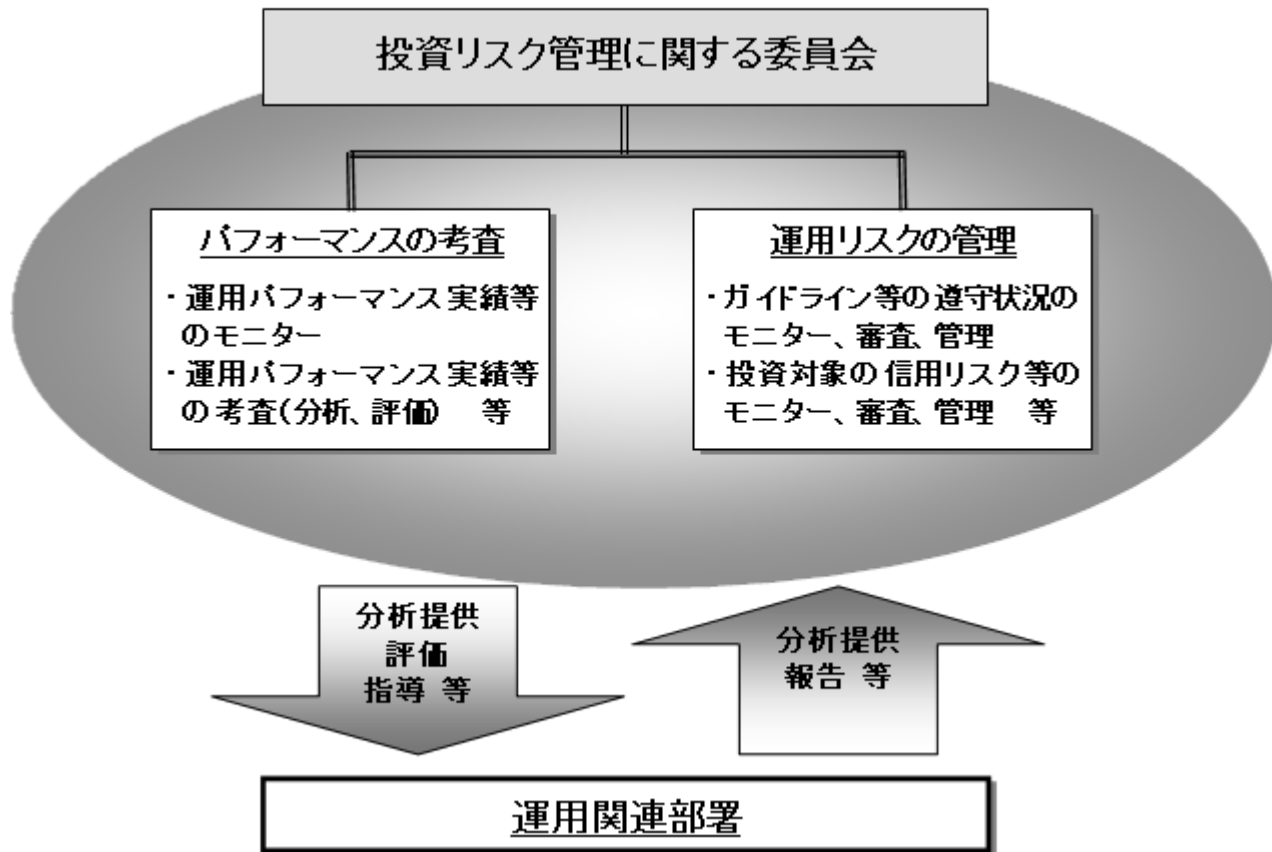 投資リスク管理に関する委員会
パフォーマンスの考査
・運用パフォーマンス実績等
のモニター
・運用パフォーマンス実績等
の考査(分析、評価) 等
運用リスクの管理
・ガイドライン等の遵守状況の
モニター、審査、管理
・投資対象の信用リスク等の
モニター、審査、管理 等
分析提供
評価
指導 等
分析提供
報告 等
運用関連部署